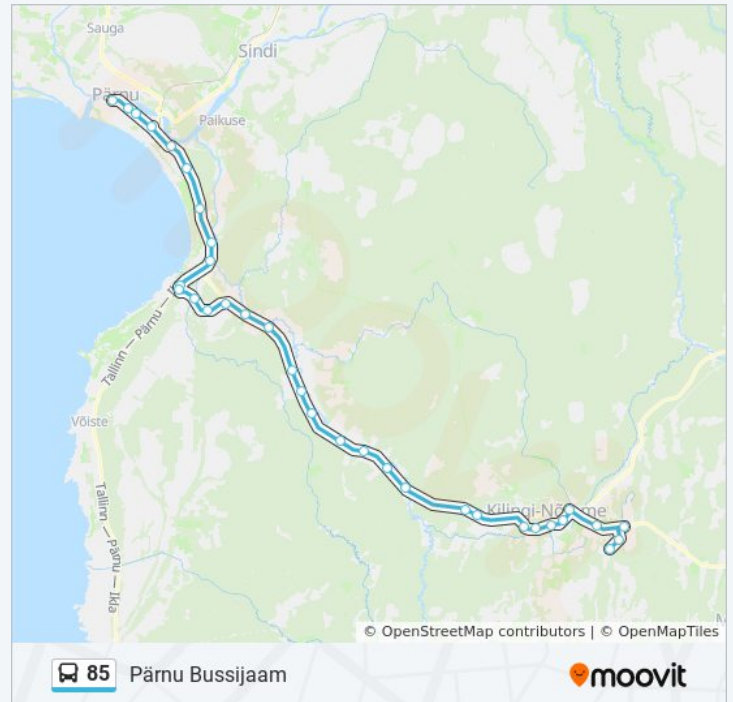 Sauga
Sindi
Pärnu
Paikuse
Tallinn — Pärnu —
Võiste
Tallinn — Pärnu — Ikla
Kilingi-Nõmme
© OpenStreetMap contributors | © OpenMapTiles
85 Pärnu Bussijaam
moovit